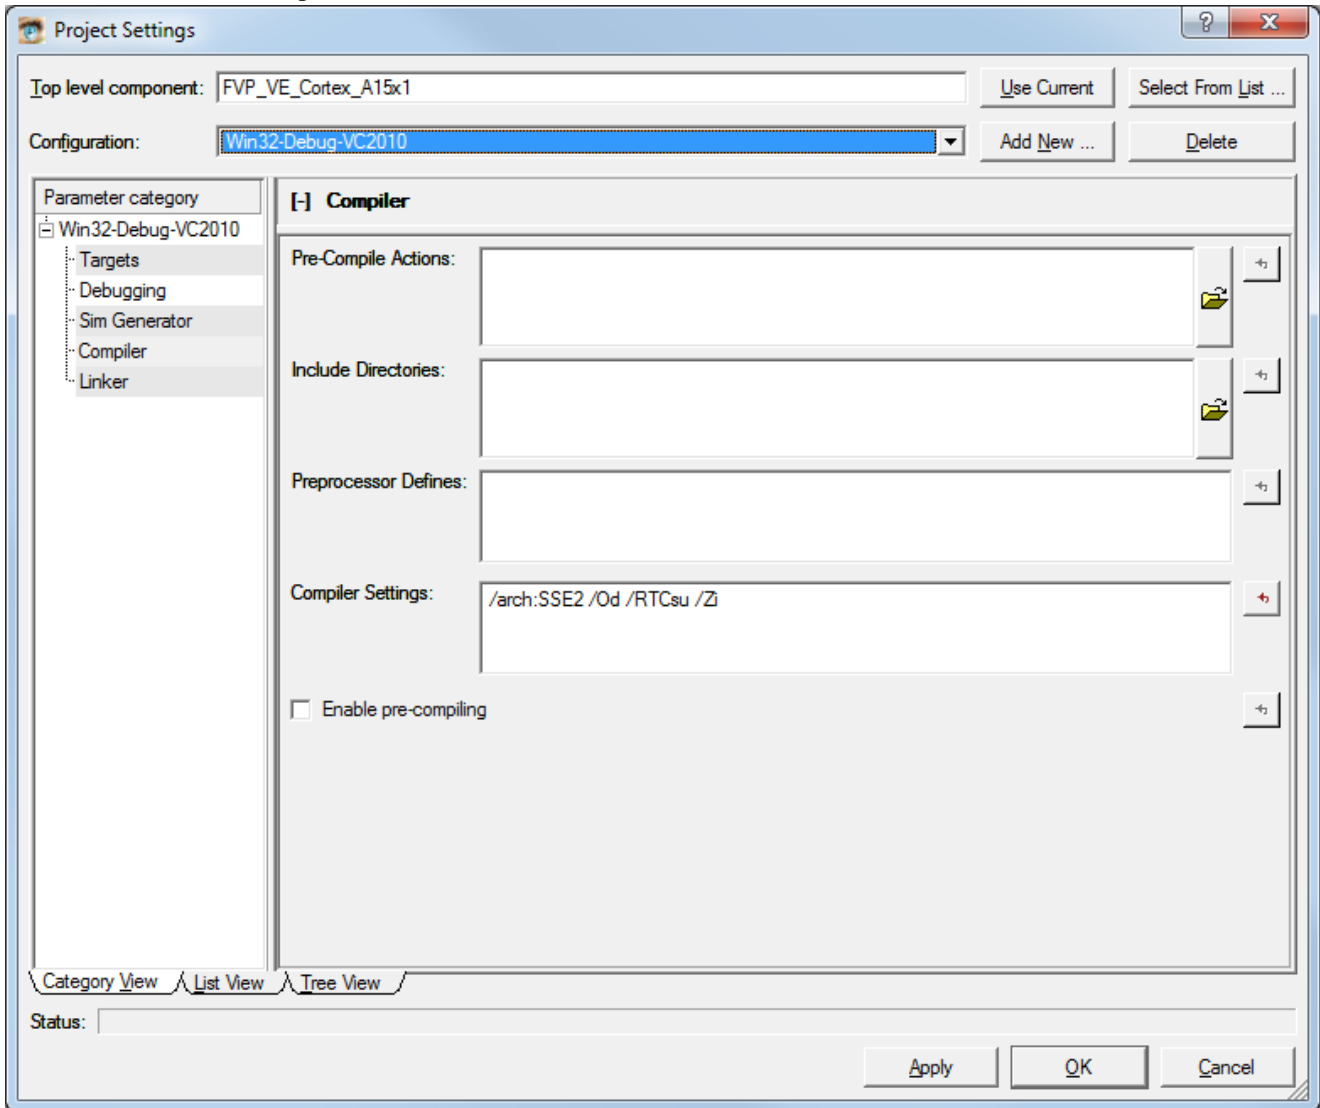 Project Settings
?
X
Top level component: FVP_VE_Cortex_A15x1 Use Current Select From List ...
Configuration: Win32-Debug-VC2010 Add New ... Delete
Parameter category
Win32-Debug-VC2010
Targets
Debugging
Sim Generator
Compiler
Linker
[-] Compiler
Pre-Compile Actions:
Include Directories:
Preprocessor Defines:
Compiler Settings: /arch:SSE2 /Od /RTCsu /Zi
Enable pre-compiling
Category View List View Tree View
Status:
Apply OK Cancel